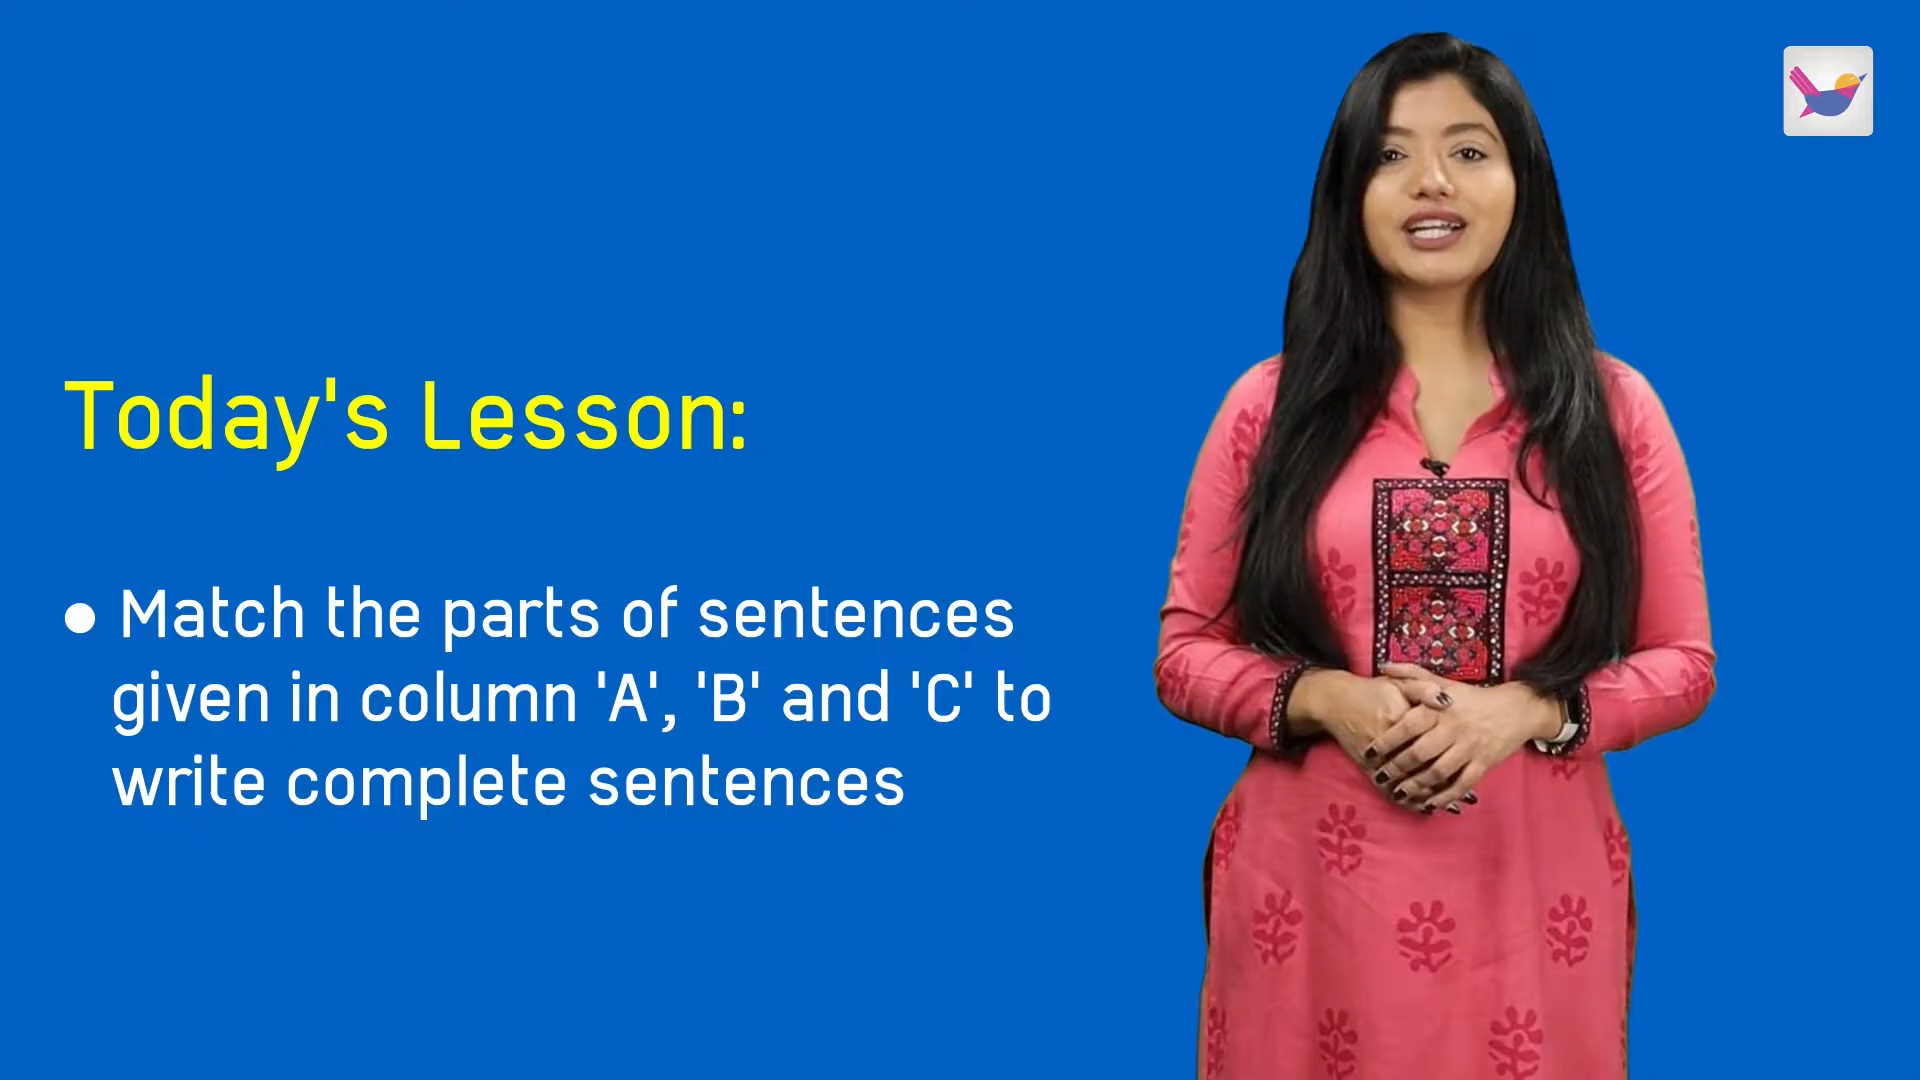 Today's Lesson:
● Match the parts of sentences
given in column 'A', 'B' and 'C' to
write complete sentences